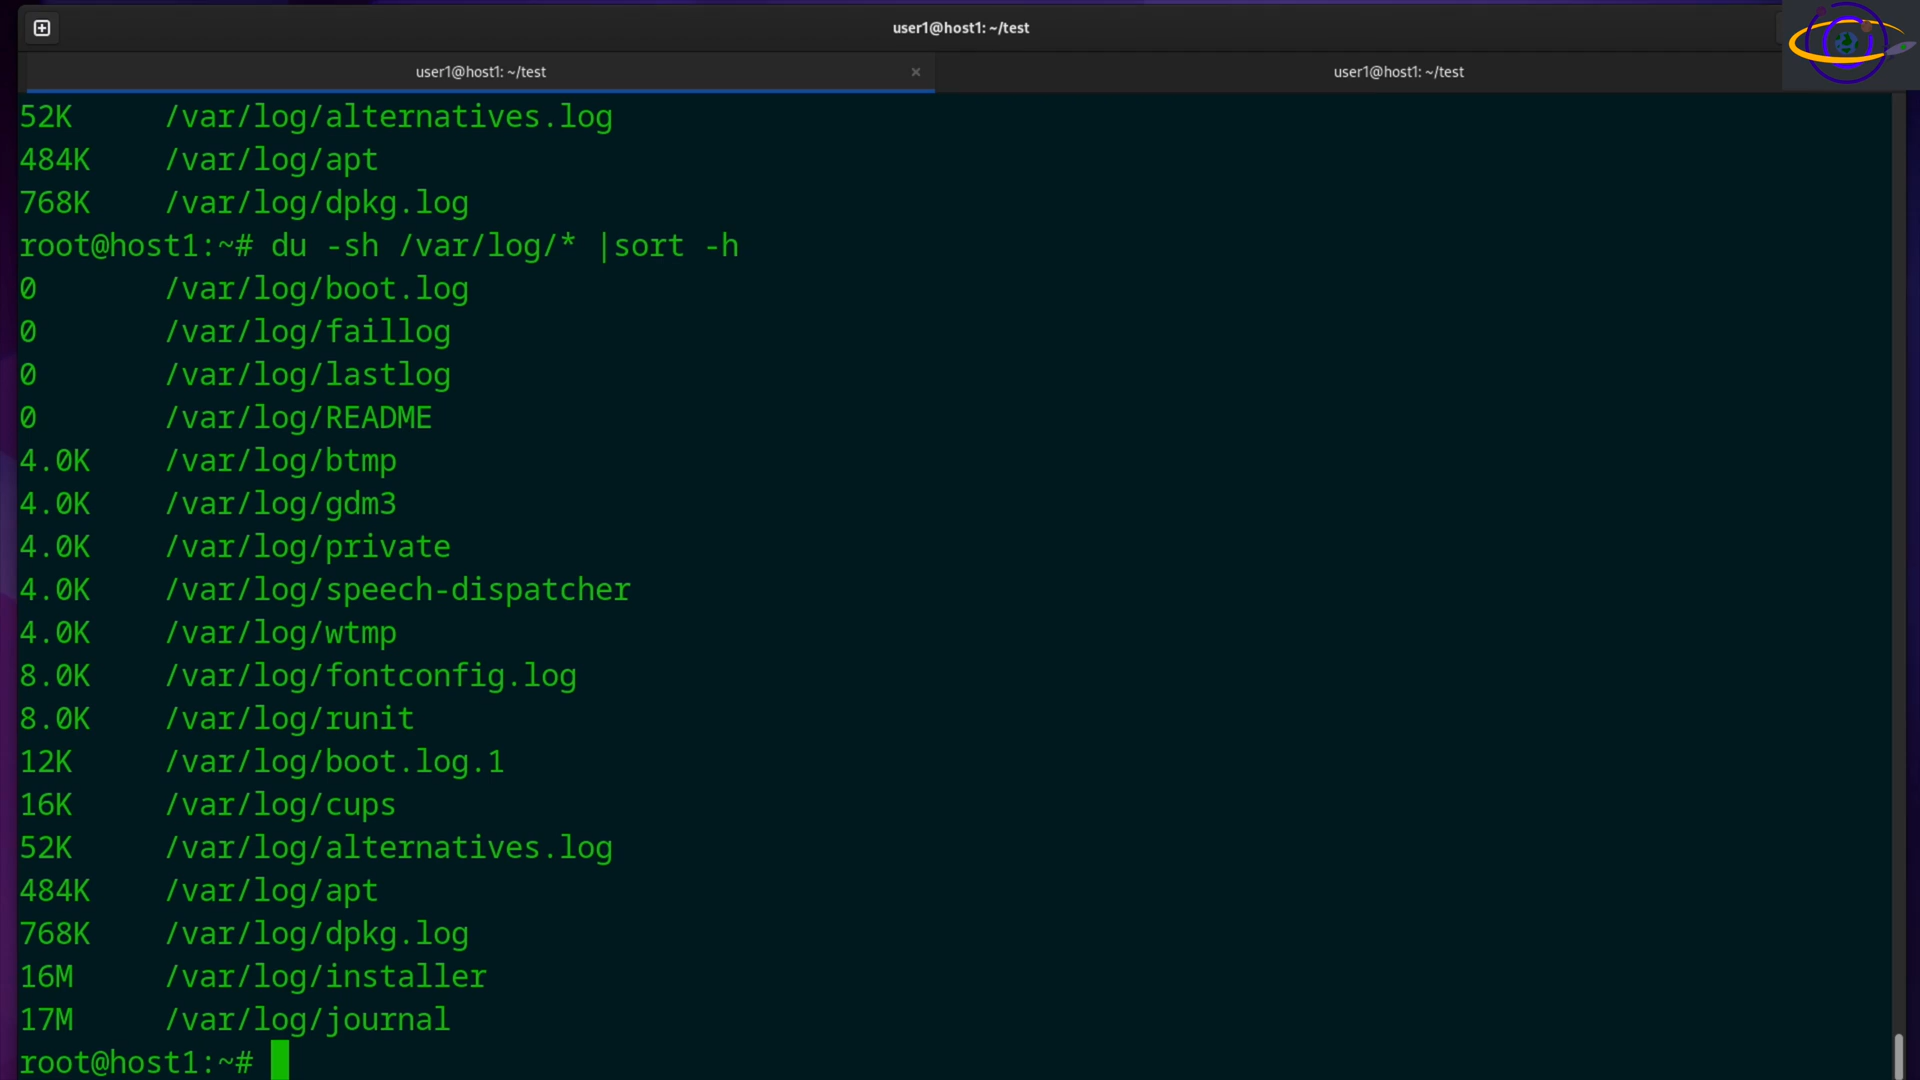 user1@host1: ~/test
user1@host1: ~/test × user1@host1: ~/test
52K /var/log/alternatives.log
484K /var/log/apt
768K /var/log/dpkg.log
root@host1:~# du -sh /var/log/* |sort -h
0 /var/log/boot.log
0 /var/log/faillog
0 /var/log/lastlog
0 /var/log/README
4.0K /var/log/btmp
4.0K /var/log/gdm3
4.0K /var/log/private
4.0K /var/log/speech-dispatcher
4.0K /var/log/wtmp
8.0K /var/log/fontconfig.log
8.0K /var/log/runit
12K /var/log/boot.log.1
16K /var/log/cups
52K /var/log/alternatives.log
484K /var/log/apt
768K /var/log/dpkg.log
16M /var/log/installer
17M /var/log/journal
root@host1:~#